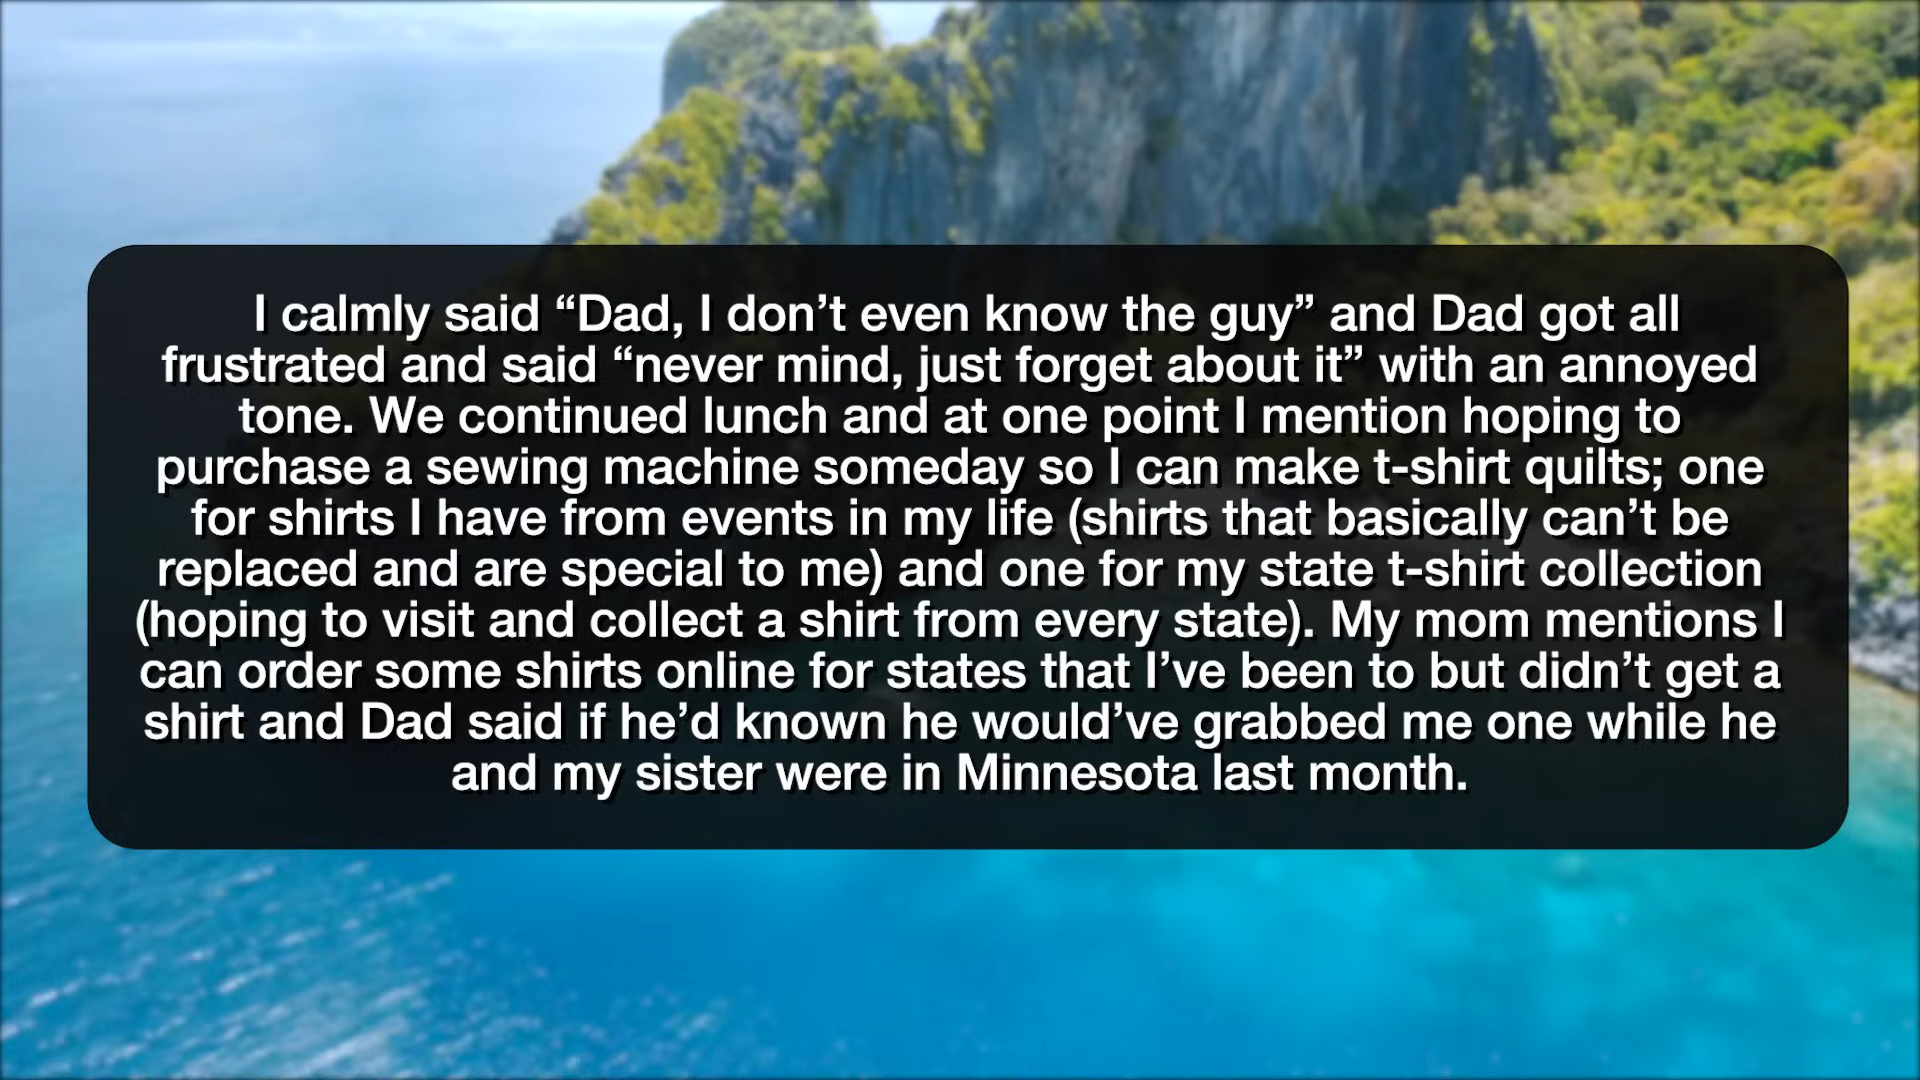 I calmly said “Dad, I don’t even know the guy” and Dad got all
frustrated and said “never mind, just forget about it” with an annoyed
tone. We continued lunch and at one point I mention hoping to
purchase a sewing machine someday so I can make t-shirt quilts; one
for shirts I have from events in my life (shirts that basically can’t be
replaced and are special to me) and one for my state t-shirt collection
(hoping to visit and collect a shirt from every state). My mom mentions I
can order some shirts online for states that I’ve been to but didn’t get a
shirt and Dad said if he’d known he would’ve grabbed me one while he
and my sister were in Minnesota last month.